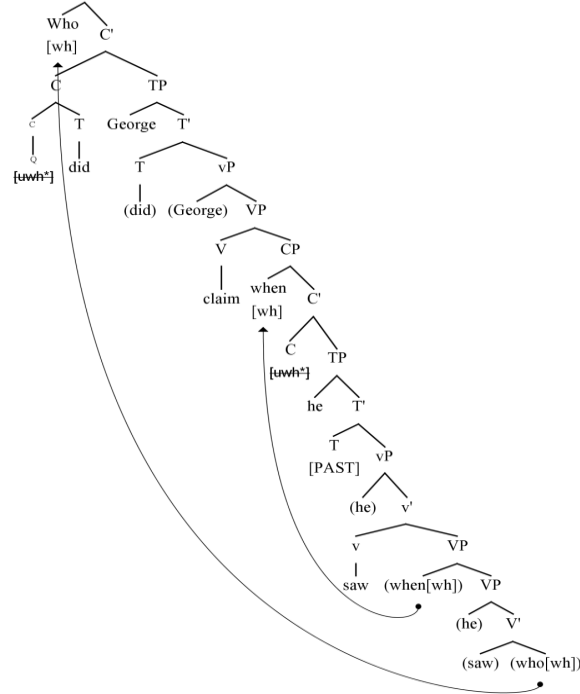 Who
C'
[wh]
C TP
C T George T'
Q did T vP
[uwh*]
(did) (George) VP
V CP
claim when C'
[wh]
C TP
[uwh*]
he T'
T vP
[PAST]
(he) v'
v VP
saw (when[wh]) VP
(he) V'
(saw) (who[wh])